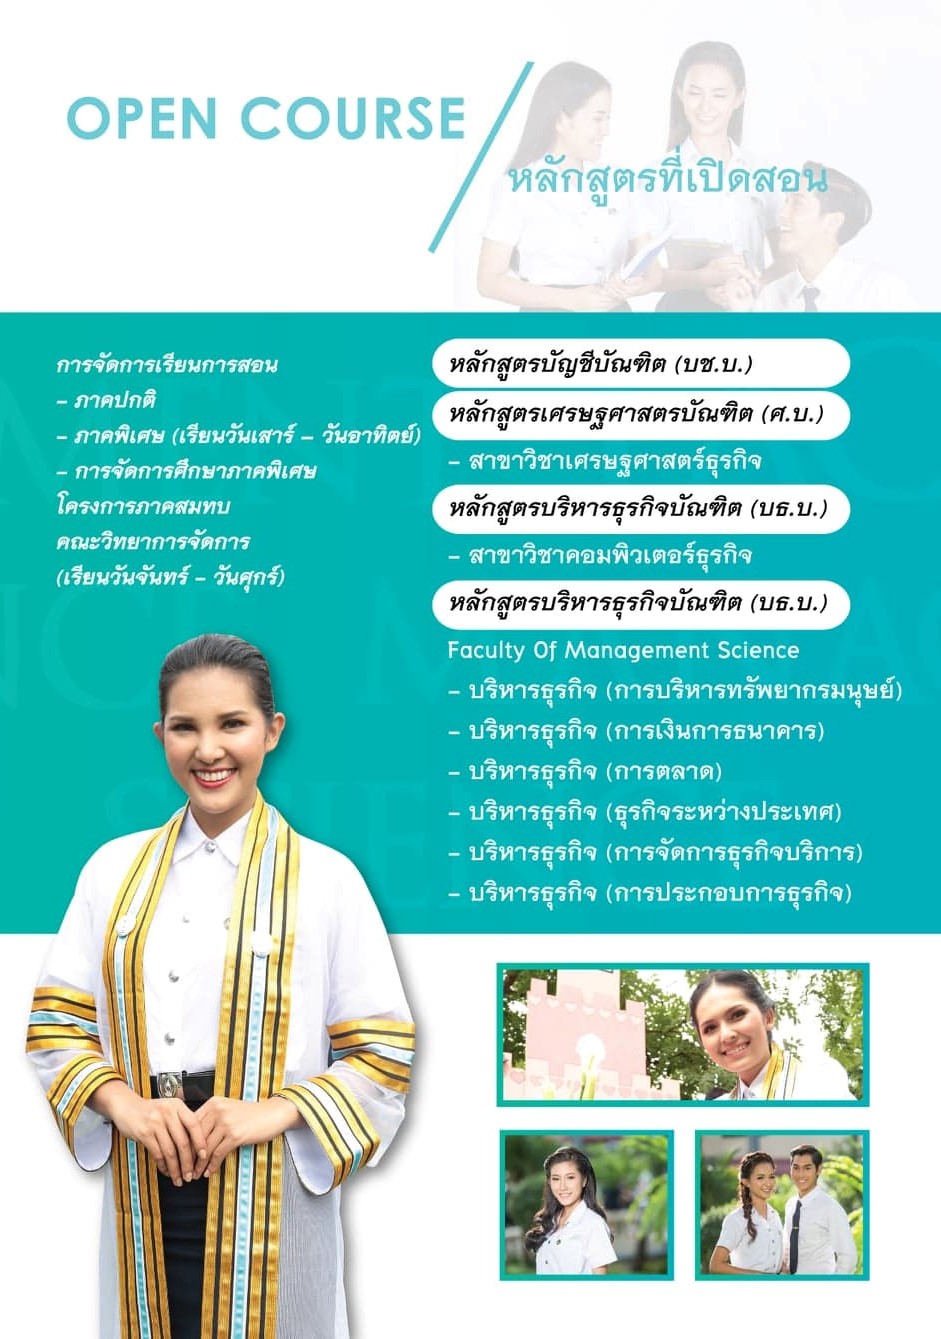 OPEN COURSE
หลักสูตรที่เปิดสอน
การจัดการเรียนการสอน
– ภาคปกติ
– ภาคพิเศษ (เรียนวันเสาร์ – วันอาทิตย์)
– การจัดการศึกษาภาคพิเศษ
โครงการภาคสมทบ
คณะวิทยาการจัดการ
(เรียนวันจันทร์ – วันศุกร์)
หลักสูตรบัญชีบัณฑิต (บช.บ.)
หลักสูตรเศรษฐศาสตรบัณฑิต (ศ.บ.)
– สาขาวิชาเศรษฐศาสตร์ธุรกิจ
หลักสูตรบริหารธุรกิจบัณฑิต (บธ.บ.)
– สาขาวิชาคอมพิวเตอร์ธุรกิจ
หลักสูตรบริหารธุรกิจบัณฑิต (บธ.บ.)
Faculty Of Management Science
– บริหารธุรกิจ (การบริหารทรัพยากรมนุษย์)
– บริหารธุรกิจ (การเงินการธนาคาร)
– บริหารธุรกิจ (การตลาด)
– บริหารธุรกิจ (ธุรกิจระหว่างประเทศ)
– บริหารธุรกิจ (การจัดการธุรกิจบริการ)
– บริหารธุรกิจ (การประกอบการธุรกิจ)